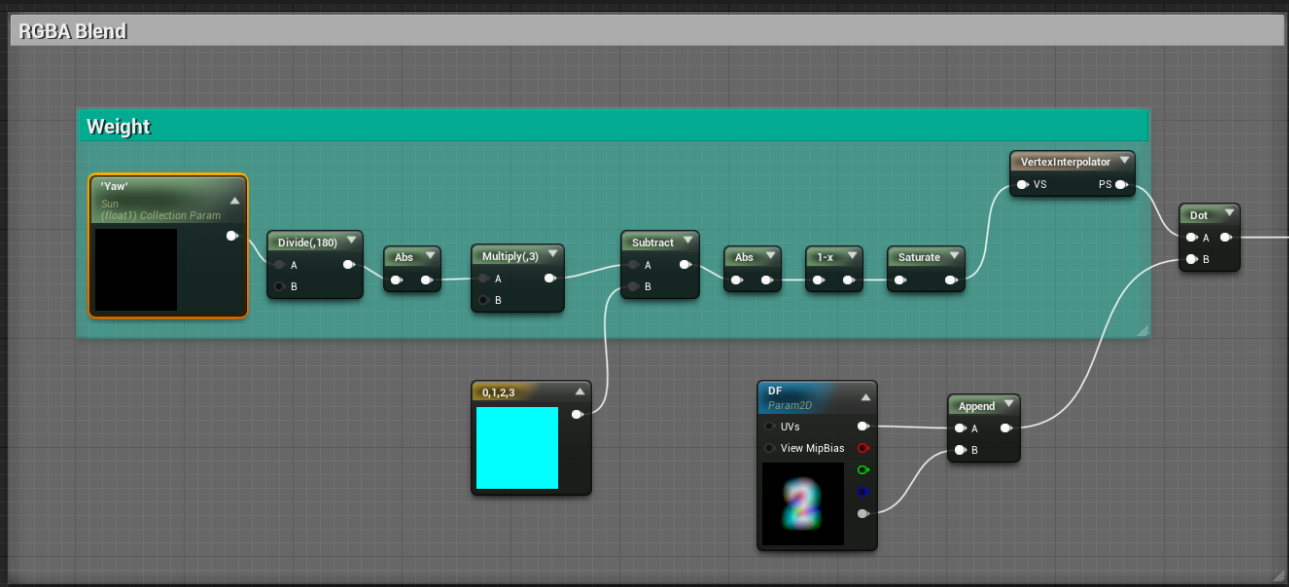 RGBA Blend
Weight
'Yaw'
Sun
(float1) Collection Param
Divide(,180)
A
B
Abs
Multiply(,3)
A
B
Subtract
A
B
Abs
1-x
Saturate
VertexInterpolator
VS PS
Dot
A
B
0,1,2,3
DF
Param2D
UVs
View MipBias
2
Append
A
B